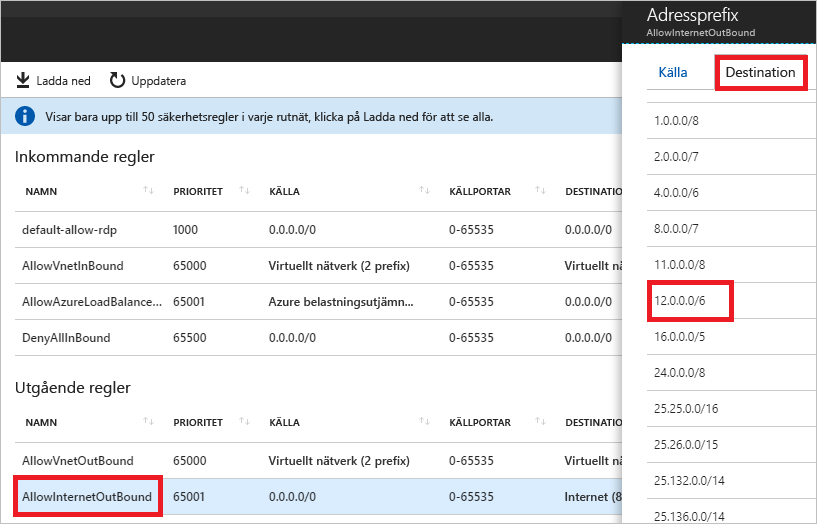 Adressprefix
AllowInternetOutBound
Ladda ned Uppdatera
Källa Destination
Visar bara upp till 50 säkerhetsregler i varje rutnät, klicka på Ladda ned för att se alla.
Inkommande regler
NAMN PRIORITET KÄLLA KÄLLPORTAR DESTINATIO
default-allow-rdp 1000 0.0.0.0/0 0-65535 0.0.0.0/0
AllowVnetInBound 65000 Virtuellt nätverk (2 prefix) 0-65535 Virtuellt nä
AllowAzureLoadBalance... 65001 Azure belastningsutjämn... 0-65535 0.0.0.0/0
DenyAllInBound 65500 0.0.0.0/0 0-65535 0.0.0.0/0
Utgående regler
NAMN PRIORITET KÄLLA KÄLLPORTAR DESTINATIO
AllowVnetOutBound 65000 Virtuellt nätverk (2 prefix) 0-65535 Virtuellt nä
AllowInternetOutBound 65001 0.0.0.0/0 0-65535 Internet (8
1.0.0.0/8
2.0.0.0/7
4.0.0.0/6
8.0.0.0/7
11.0.0.0/8
12.0.0.0/6
16.0.0.0/5
24.0.0.0/8
25.25.0.0/16
25.26.0.0/15
25.132.0.0/14
25.136.0.0/14